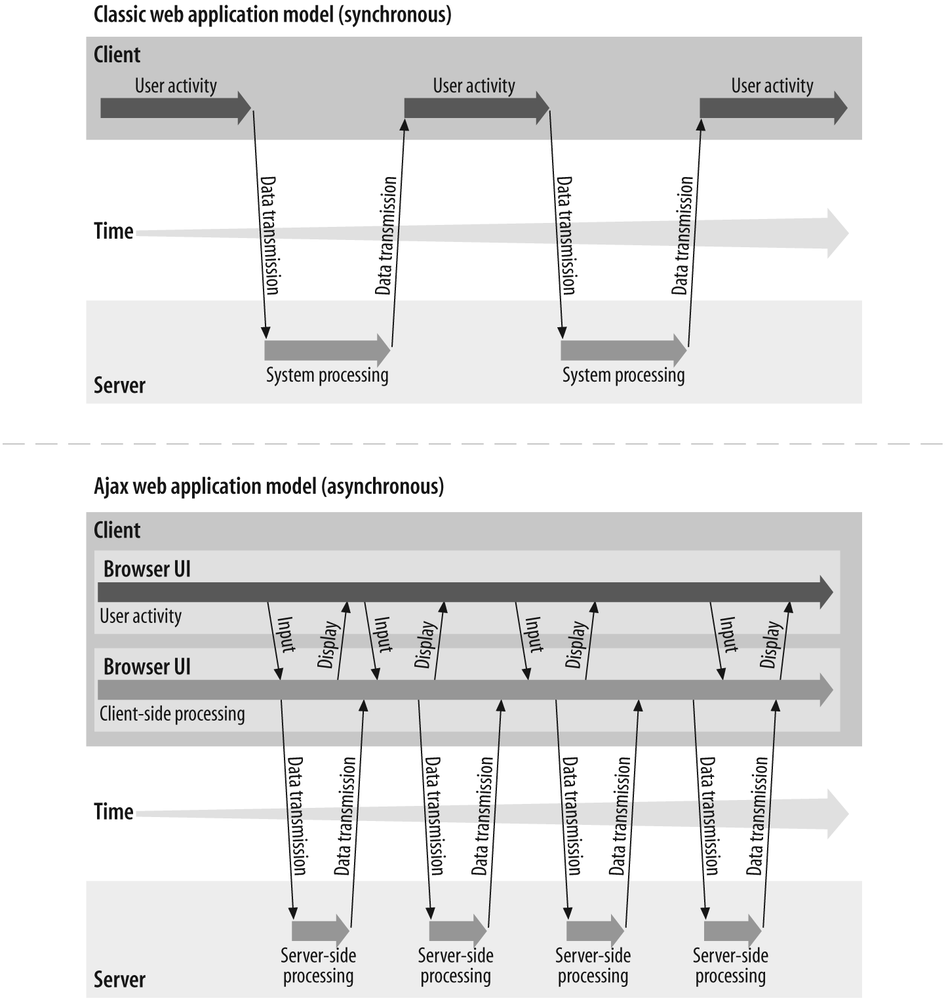 Classic web application model (synchronous)
Client
User activity
User activity
User activity
Data transmission
Data transmission
Data transmission
Data transmission
Time
System processing
System processing
Server
Ajax web application model (asynchronous)
Client
Browser UI
User activity
Input
Display
Input
Display
Input
Display
Input
Display
Browser UI
Client-side processing
Data transmission
Data transmission
Data transmission
Data transmission
Data transmission
Data transmission
Data transmission
Data transmission
Time
Server-side
processing
Server-side
processing
Server-side
processing
Server-side
processing
Server